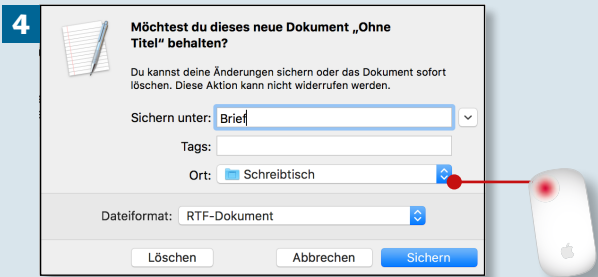 4
Möchtest du dieses neue Dokument „Ohne
Titel“ behalten?
Du kannst deine Änderungen sichern oder das Dokument sofort
löschen. Diese Aktion kann nicht widerrufen werden.
Sichern unter: Brief
Tags:
Ort: Schreibtisch
Dateiformat: RTF-Dokument
Löschen Abbrechen Sichern